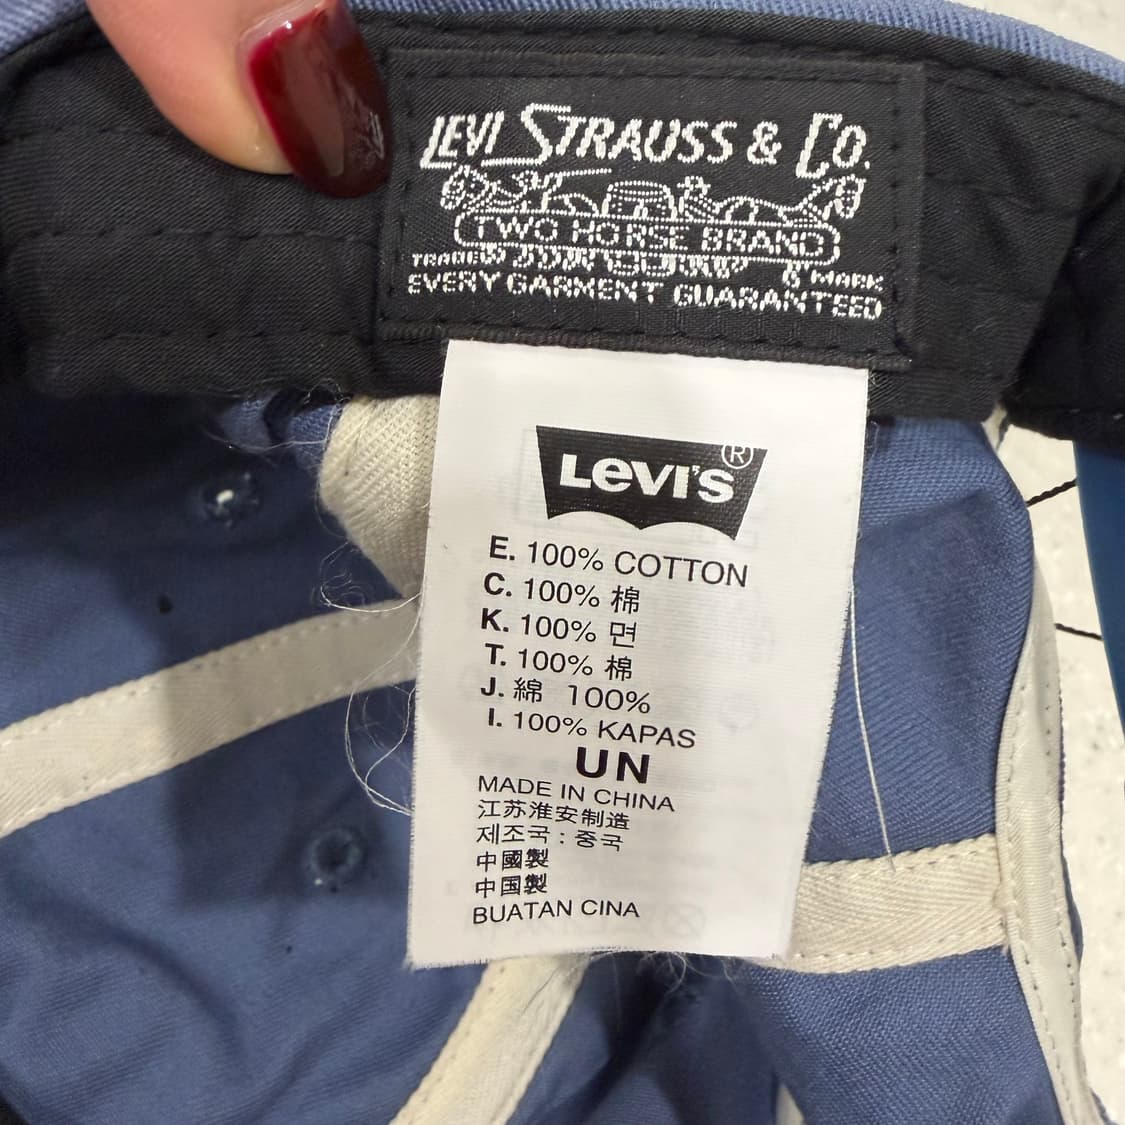 LEVI STRAUSS & CO.
TWO HORSE BRAND
TRADE MARK
EVERY GARMENT GUARANTEED
LEVI'S®
E. 100% COTTON
C. 100% 棉
K. 100% 면
T. 100% 棉
J. 綿 100%
I. 100% KAPAS
UN
MADE IN CHINA
江苏淮安制造
제조국 : 중국
中國製
中国製
BUATAN CINA